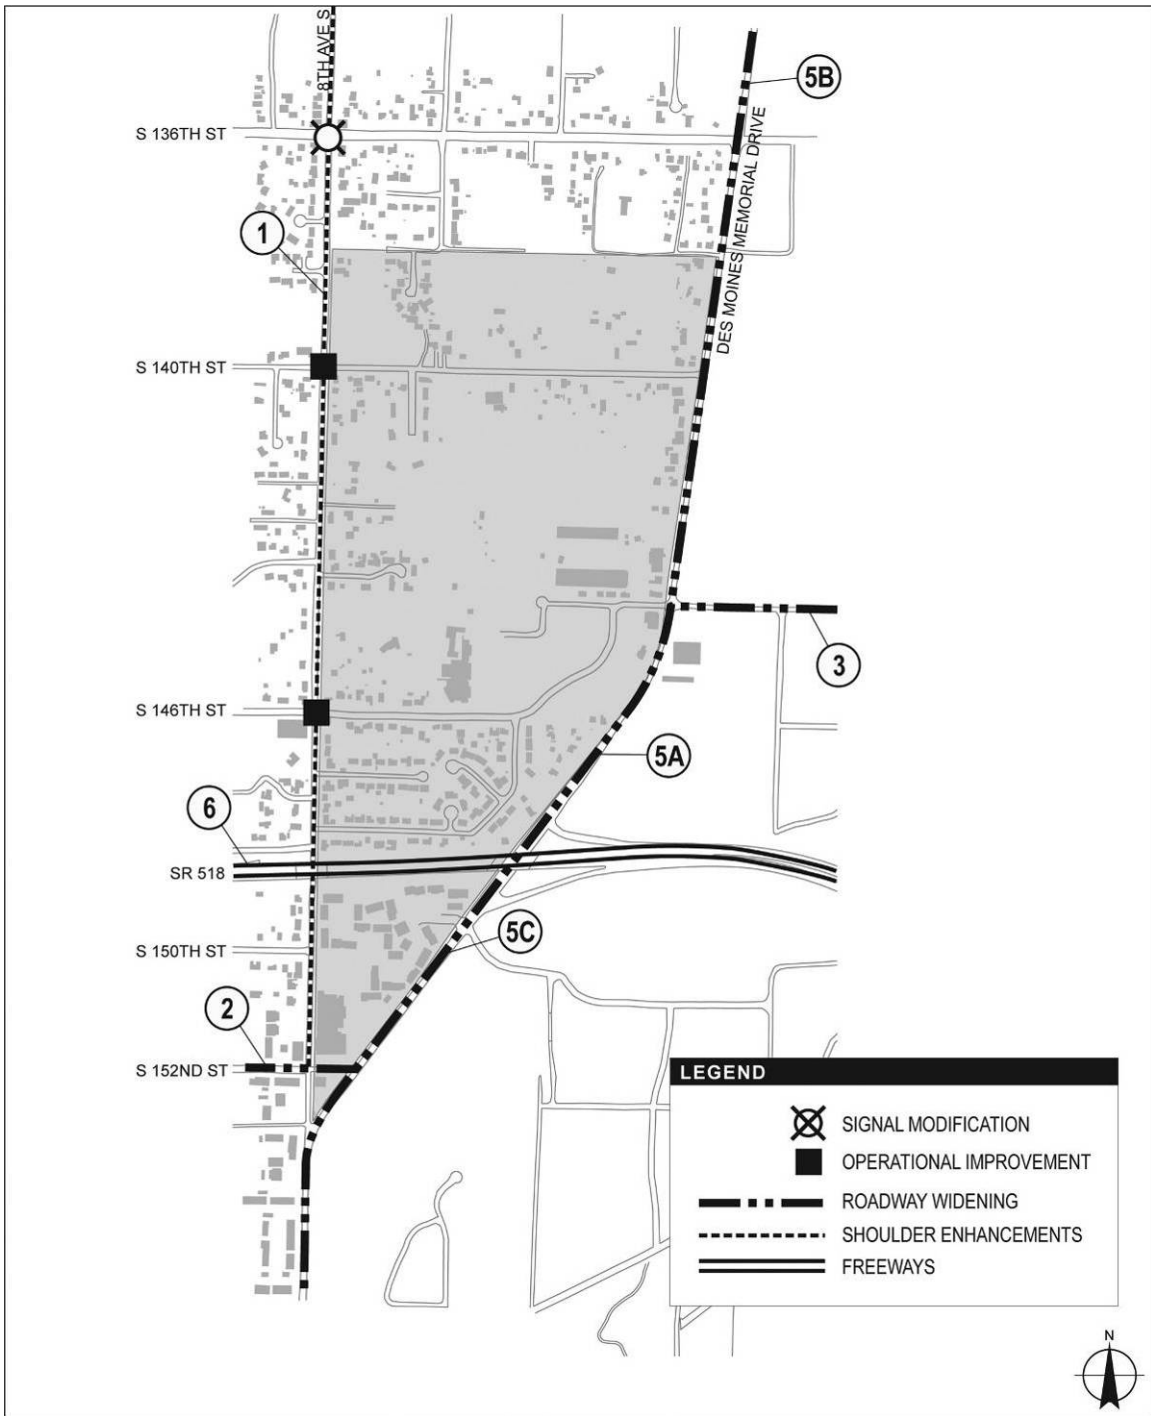 8TH AVE S
5B
S 136TH ST
DES MOINES MEMORIAL DRIVE
1
S 140TH ST
3
S 146TH ST
5A
6
SR 518
5C
S 150TH ST
2
S 152ND ST
LEGEND
SIGNAL MODIFICATION
OPERATIONAL IMPROVEMENT
ROADWAY WIDENING
SHOULDER ENHANCEMENTS
FREEWAYS
N